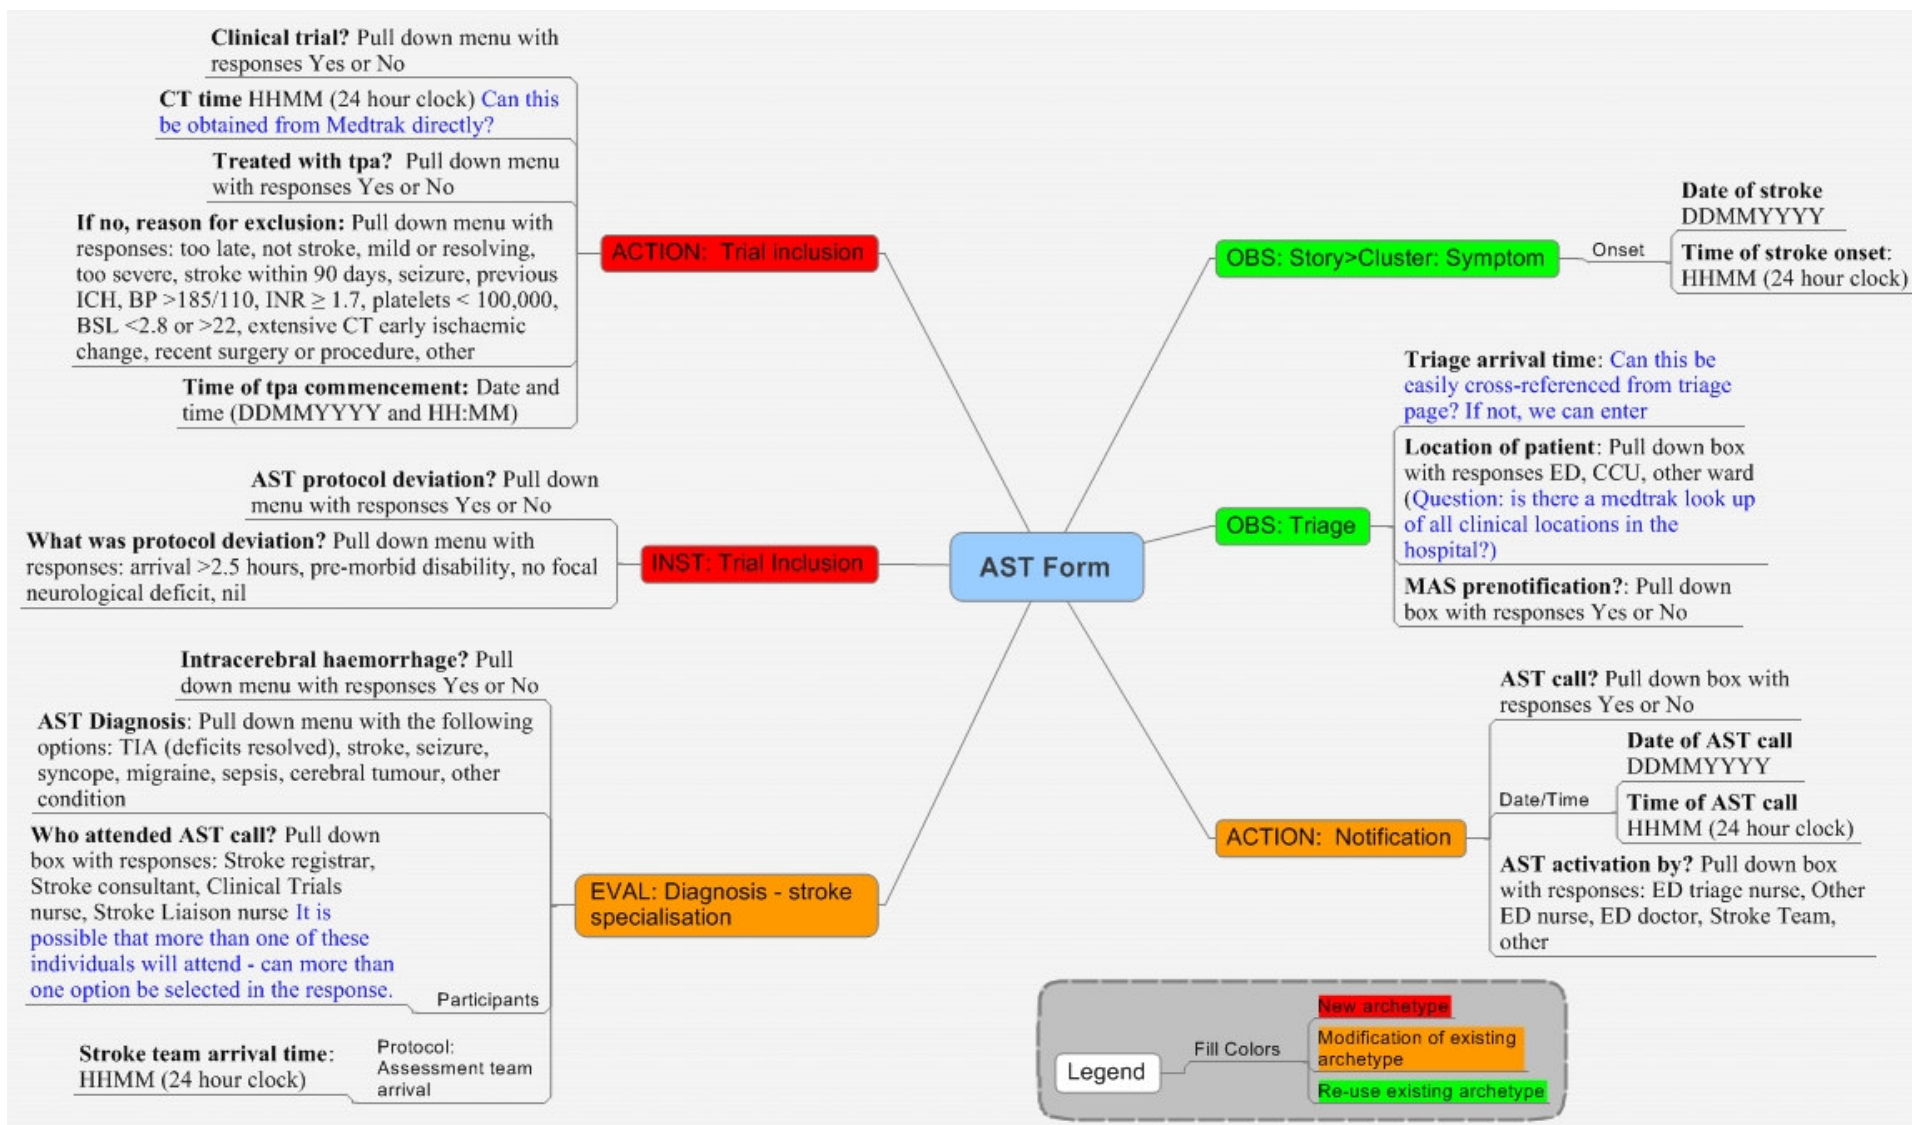 Clinical trial? Pull down menu with
responses Yes or No
CT time HHMM (24 hour clock) Can this
be obtained from Medtrak directly?
Treated with tpa? Pull down menu
with responses Yes or No
If no, reason for exclusion: Pull down menu with
responses: too late, not stroke, mild or resolving,
too severe, stroke within 90 days, seizure, previous
ICH, BP >185/110, INR ≥ 1.7, platelets < 100,000,
BSL <2.8 or >22, extensive CT early ischaemic
change, recent surgery or procedure, other
Time of tpa commencement: Date and
time (DDMMYYYY and HH:MM)
ACTION: Trial inclusion
AST protocol deviation? Pull down
menu with responses Yes or No
What was protocol deviation? Pull down menu with
responses: arrival >2.5 hours, pre-morbid disability, no focal
neurological deficit, nil
INST: Trial Inclusion
Intracerebral haemorrhage? Pull
down menu with responses Yes or No
AST Diagnosis: Pull down menu with the following
options: TIA (deficits resolved), stroke, seizure,
syncope, migraine, sepsis, cerebral tumour, other
condition
Who attended AST call? Pull down
box with responses: Stroke registrar,
Stroke consultant, Clinical Trials
nurse, Stroke Liaison nurse It is
possible that more than one of these
individuals will attend - can more than
one option be selected in the response.
Participants
Stroke team arrival time:
HHMM (24 hour clock)
Protocol:
Assessment team
arrival
EVAL: Diagnosis - stroke
specialisation
AST Form
OBS: Story>Cluster: Symptom
Onset
Date of stroke
DDMMYYYY
Time of stroke onset:
HHMM (24 hour clock)
OBS: Triage
Triage arrival time: Can this be
easily cross-referenced from triage
page? If not, we can enter
Location of patient: Pull down box
with responses ED, CCU, other ward
(Question: is there a medtrak look up
of all clinical locations in the
hospital?)
MAS prenotification?: Pull down
box with responses Yes or No
ACTION: Notification
AST call? Pull down box with
responses Yes or No
Date/Time
Date of AST call
DDMMYYYY
Time of AST call
HHMM (24 hour clock)
AST activation by? Pull down box
with responses: ED triage nurse, Other
ED nurse, ED doctor, Stroke Team,
other
Legend
Fill Colors
New archetype
Modification of existing
archetype
Re-use existing archetype